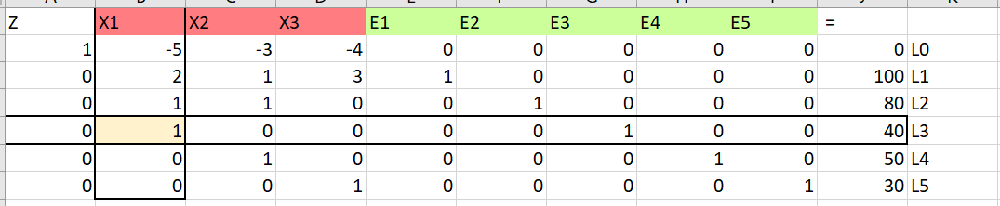 Z X1 X2 X3 E1 E2 E3 E4 E5 =
1 -5 -3 -4 0 0 0 0 0 0 L0
0 2 1 3 1 0 0 0 0 100 L1
0 1 1 0 0 1 0 0 0 80 L2
0 1 0 0 0 0 1 0 0 40 L3
0 0 1 0 0 0 0 1 0 50 L4
0 0 0 1 0 0 0 0 1 30 L5